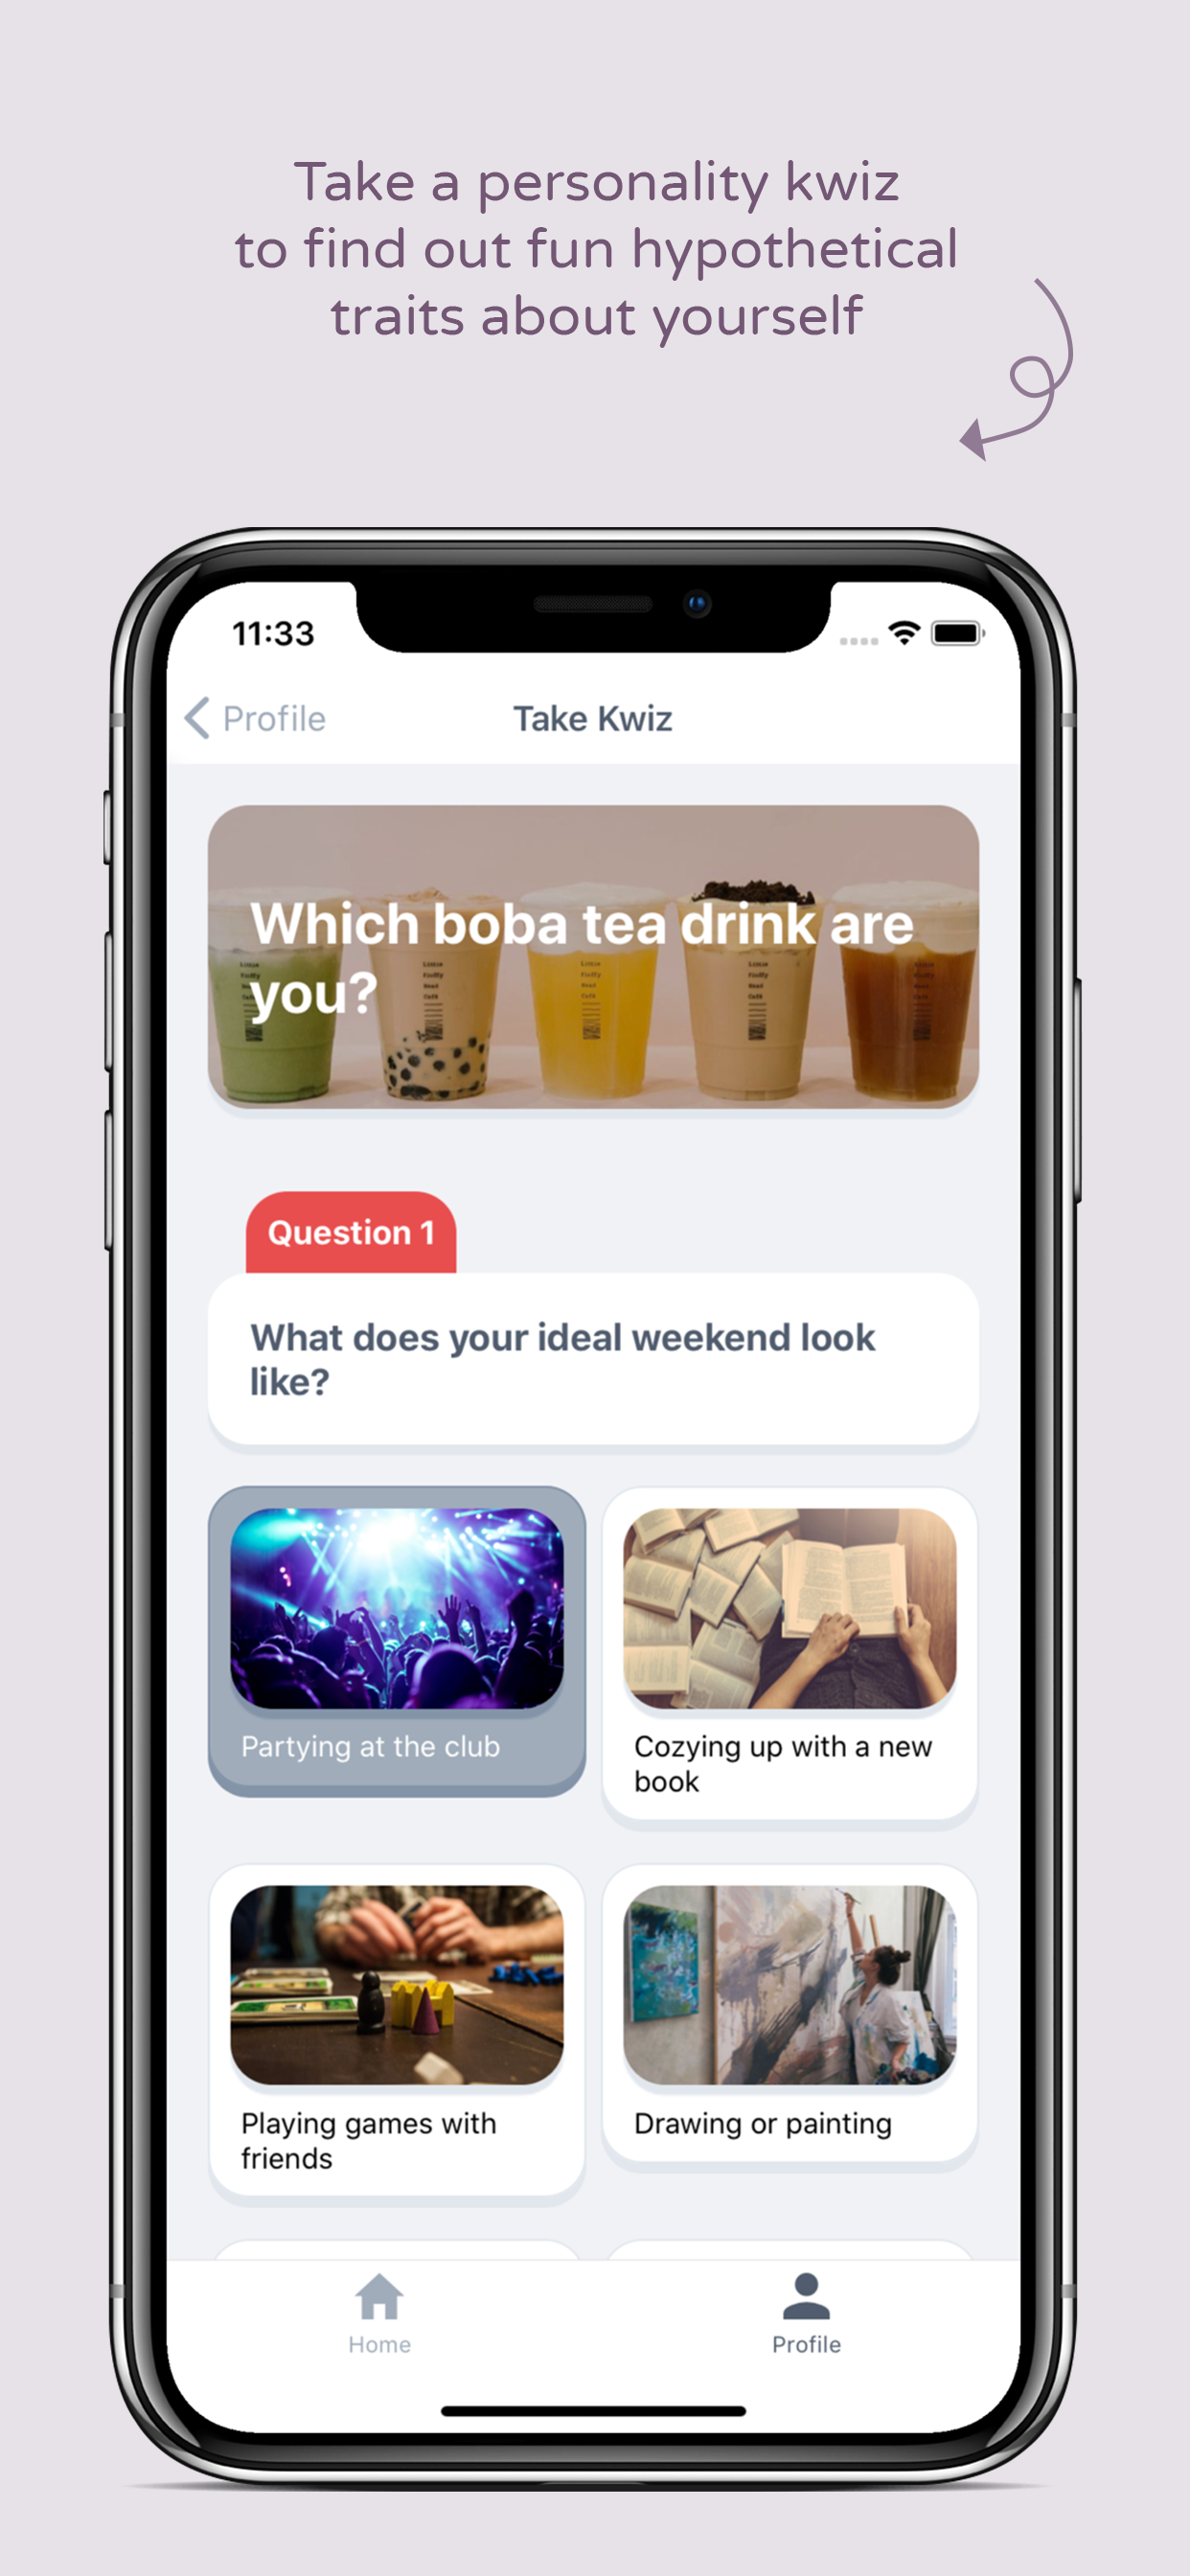 Take a personality kwiz
to find out fun hypothetical
traits about yourself
11:33
Profile
Take Kwiz
Which boba tea drink are
you?
Question 1
What does your ideal weekend look
like?
Partying at the club
Cozying up with a new
book
Playing games with
friends
Drawing or painting
Home
Profile